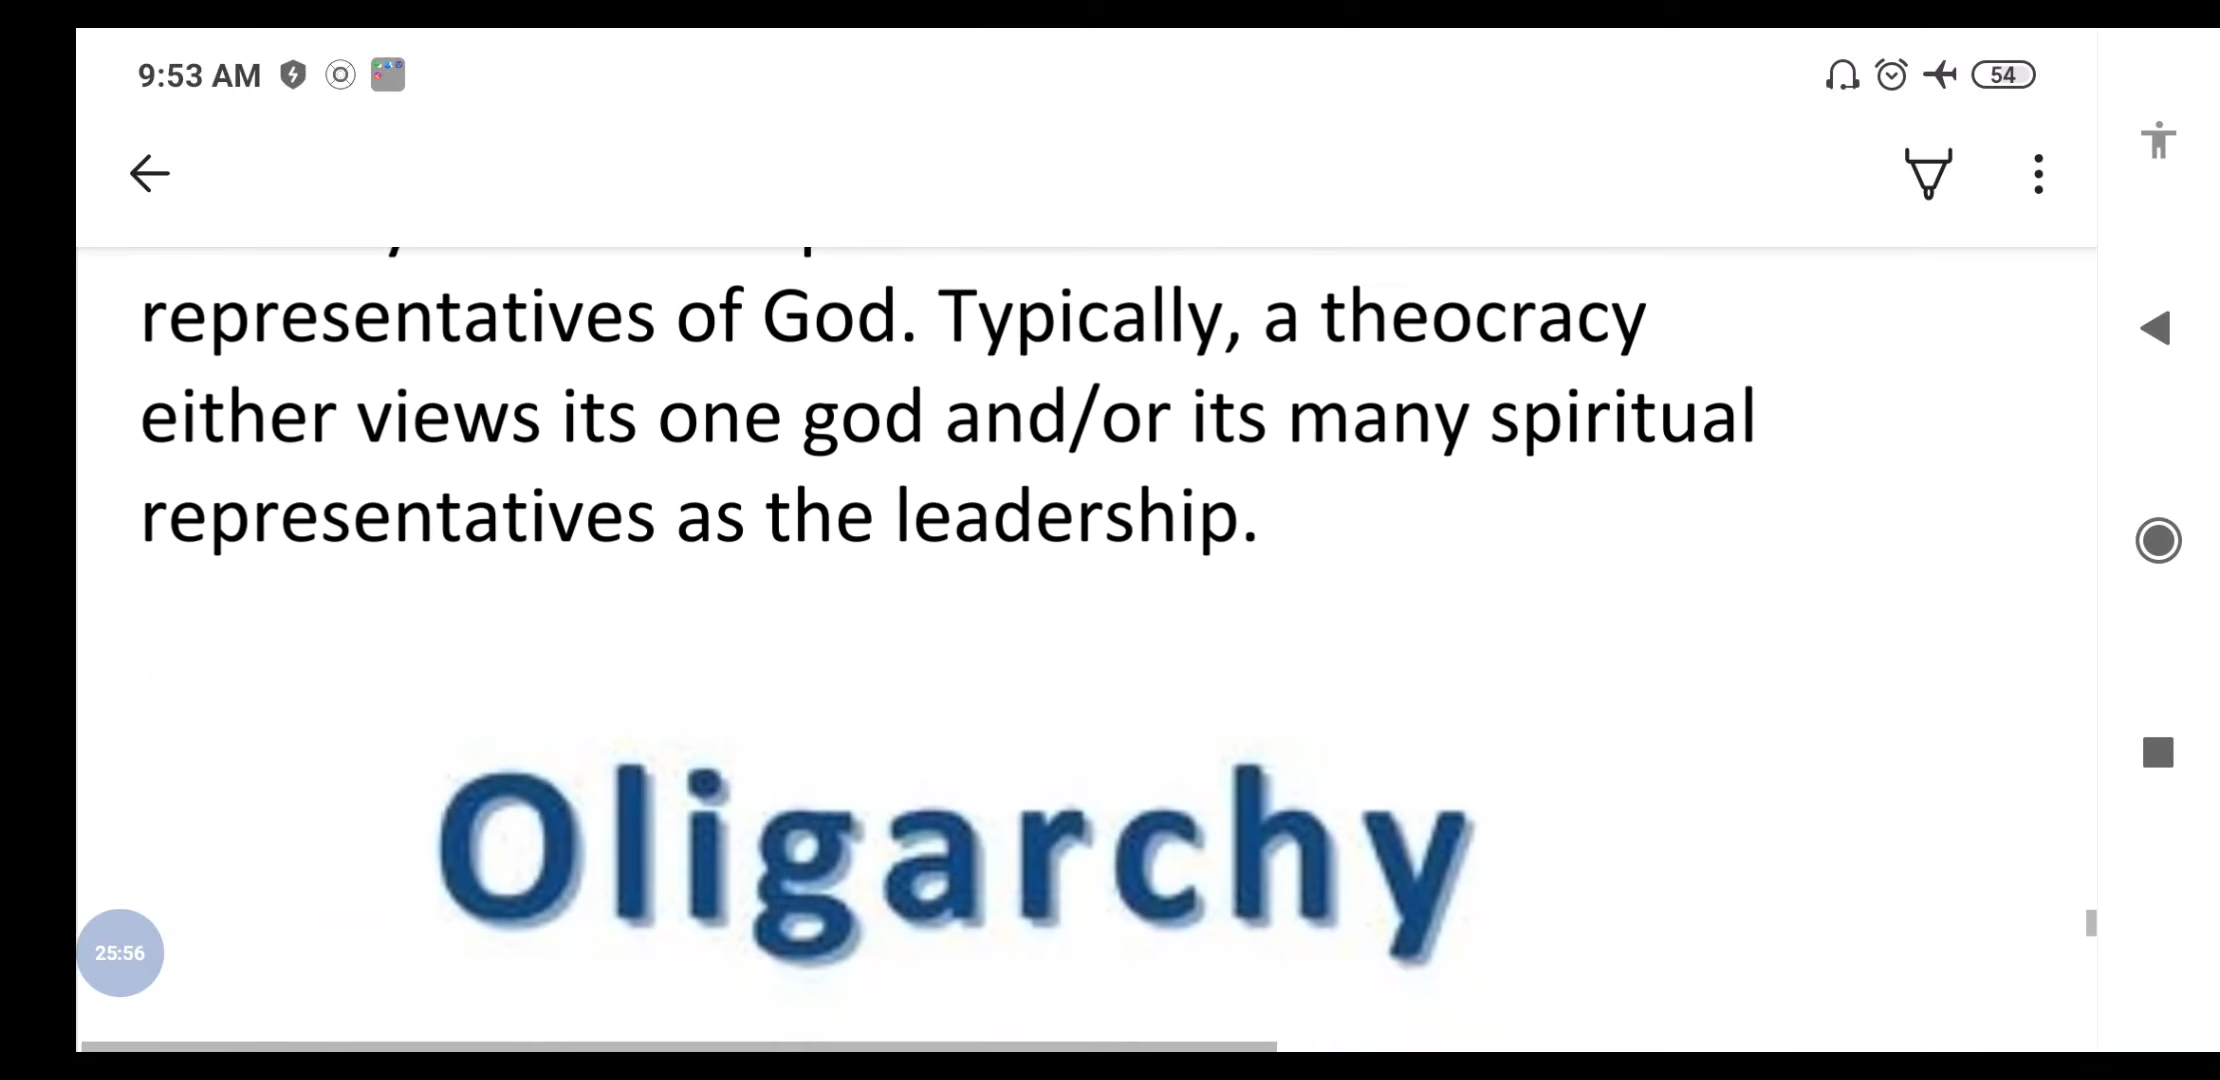 9:53 AM
54
representatives of God. Typically, a theocracy
either views its one god and/or its many spiritual
representatives as the leadership.
Oligarchy
25:56